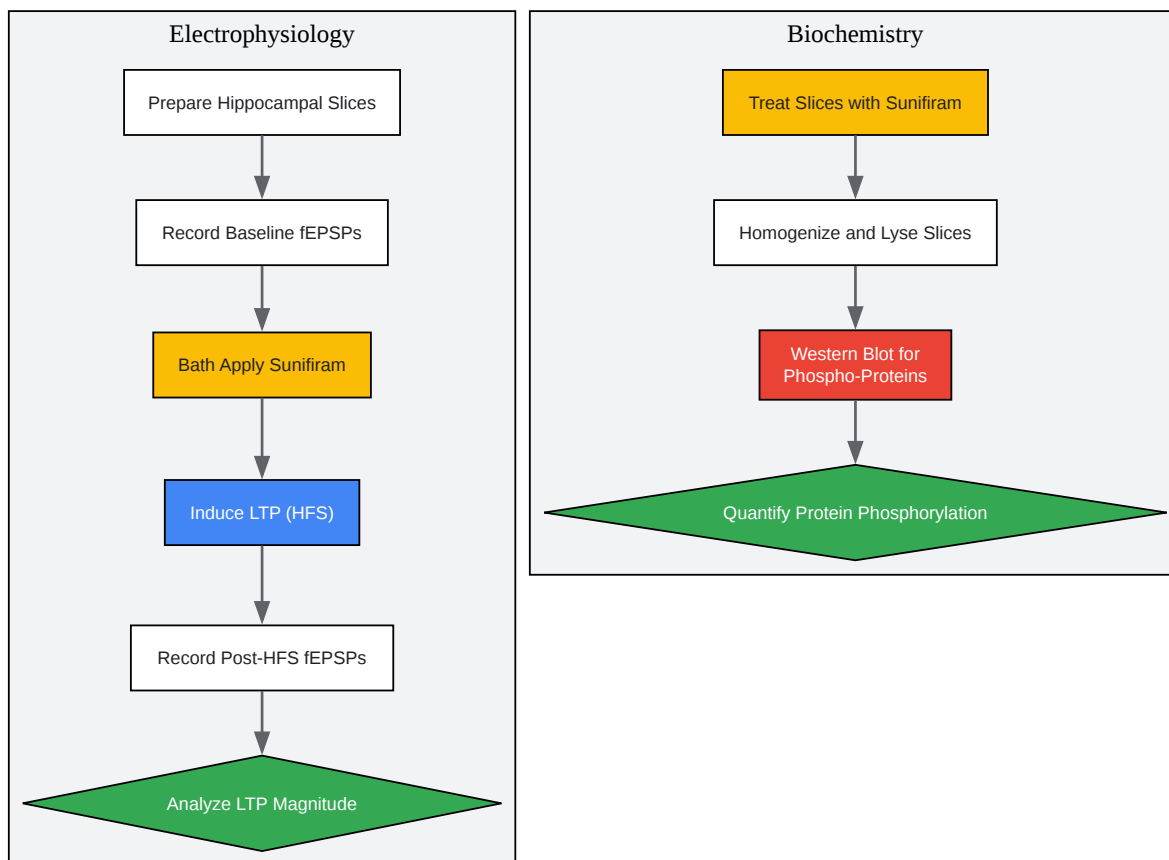 Electrophysiology
Prepare Hippocampal Slices
Record Baseline fEPSPs
Bath Apply Sunifiram
Induce LTP (HFS)
Record Post-HFS fEPSPs
Analyze LTP Magnitude
Biochemistry
Treat Slices with Sunifiram
Homogenize and Lyse Slices
Western Blot for
Phospho-Proteins
Quantify Protein Phosphorylation